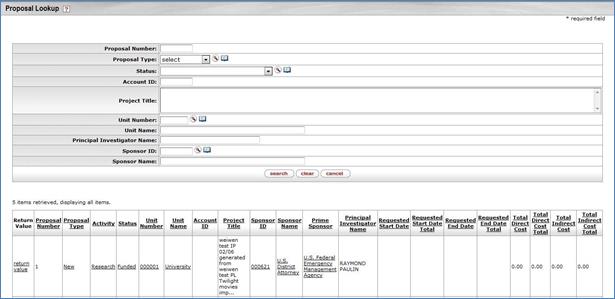 Proposal Lookup ?
* required field
Proposal Number:
Proposal Type: select
Status:
Account ID:
Project Title:
Unit Number:
Unit Name:
Principal Investigator Name:
Sponsor ID:
Sponsor Name:
search clear cancel
5 items retrieved, displaying all items.
Return Value
Proposal Number
Proposal Type
Activity
Status
Unit Number
Unit Name
Account ID
Project Title
Sponsor ID
Sponsor Name
Prime Sponsor
Principal Investigator Name
Requested Start Date
Requested Start Date Total
Requested End Date
Requested End Date Total
Total Direct Cost
Total Direct Cost Total
Total Indirect Cost
Total Indirect Cost Total
return value
1
New
Research
Funded
000001
University
weiwen
test IP
02/06
generated
from
weiwen
test PL
Twilight
movies
imp...
000621
U.S. District Attorney
U.S. Federal Emergency Management Agency
RAYMOND PAULIN
0.00
0.00
0.00
0.00